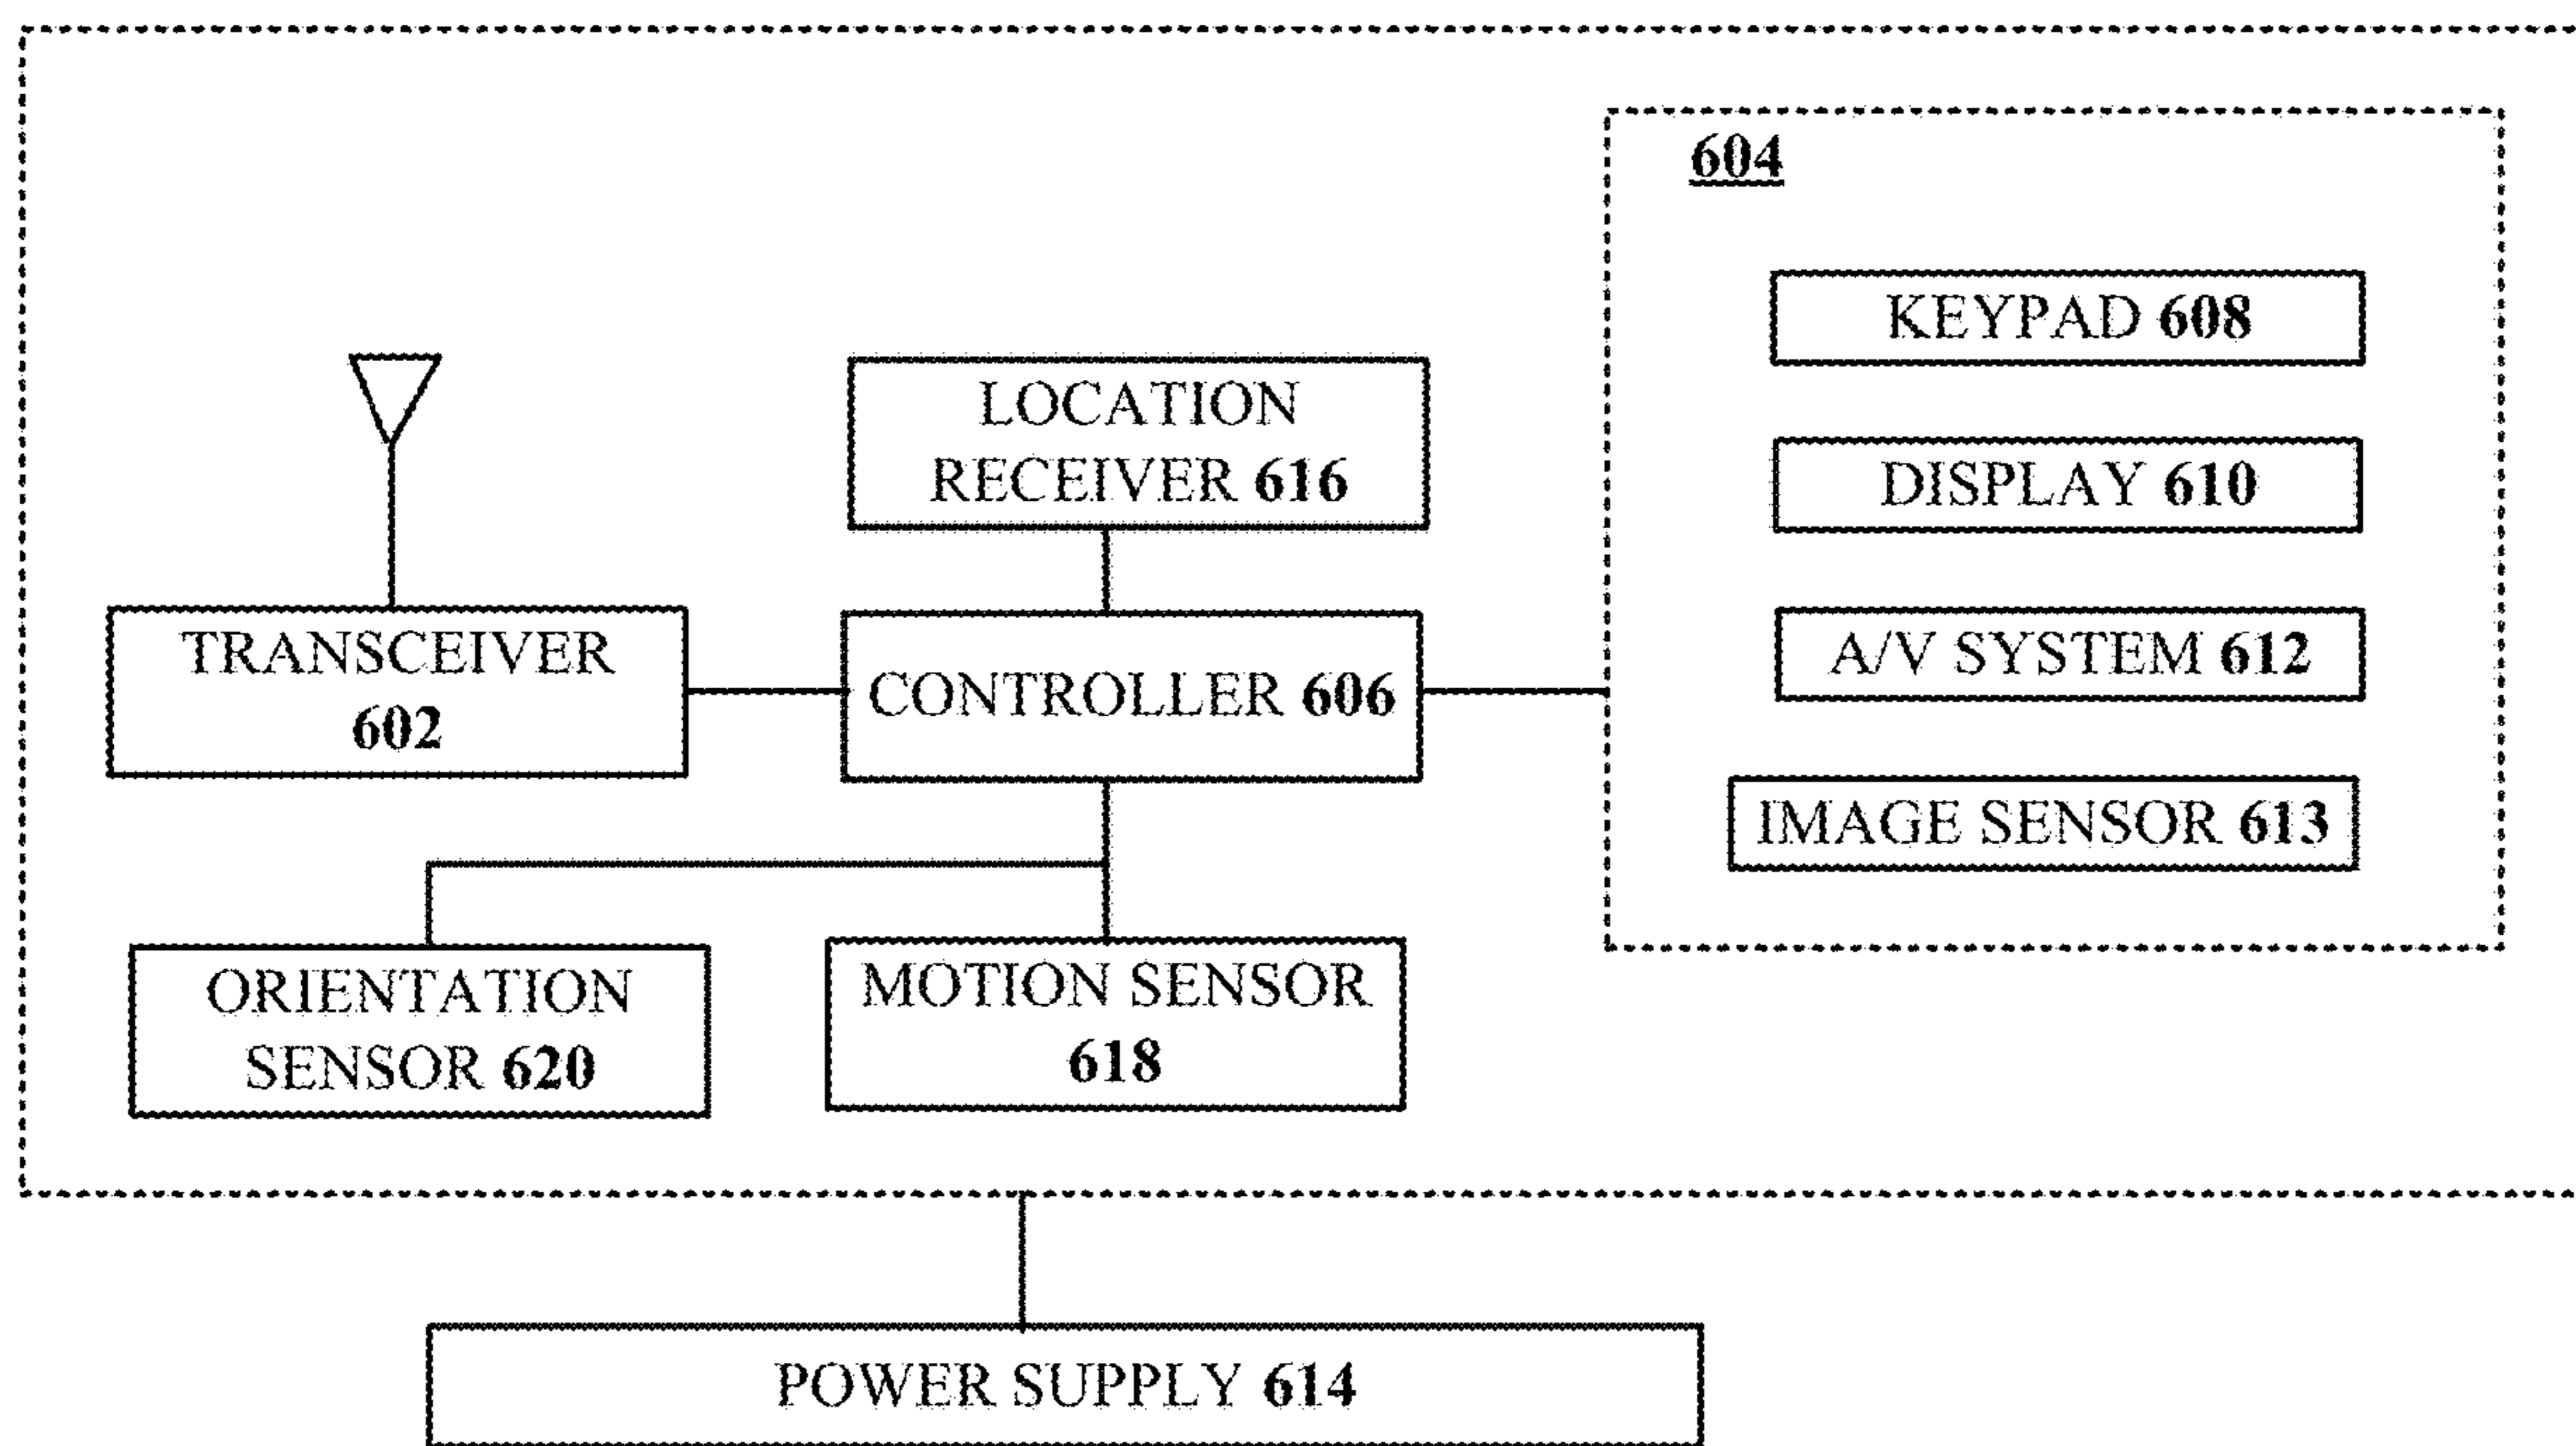 604
KEYPAD 608
DISPLAY 610
A/V SYSTEM 612
IMAGE SENSOR 613
LOCATION
RECEIVER 616
TRANSCEIVER
602
CONTROLLER 606
ORIENTATION
SENSOR 620
MOTION SENSOR
618
POWER SUPPLY 614